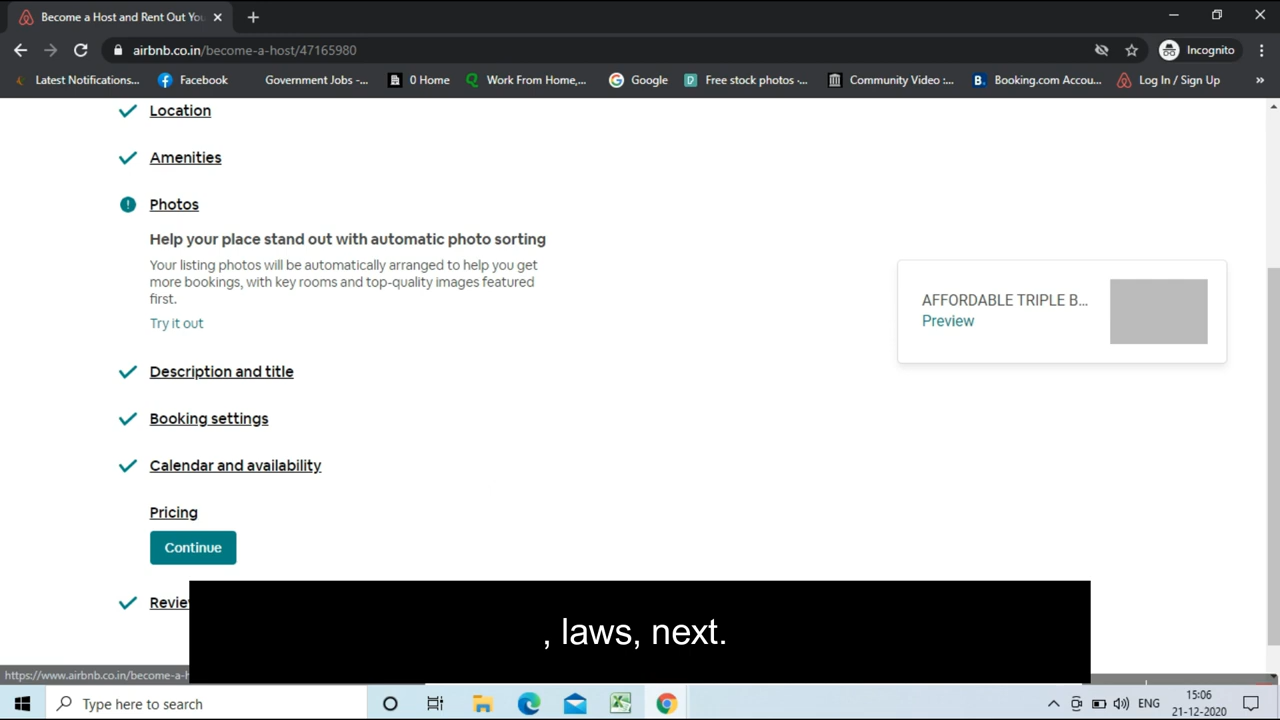 Become a Host and Rent Out You
airbnb.co.in/become-a-host/47165980
Incognito
Latest Notifications...
Facebook
Government Jobs -...
0 Home
Work From Home,...
Google
Free stock photos -...
Community Video :...
B.
Booking.com Accou...
Log In / Sign Up
»
Location
Amenities
Photos
Help your place stand out with automatic photo sorting
Your listing photos will be automatically arranged to help you get
more bookings, with key rooms and top-quality images featured
first.
Try it out
AFFORDABLE TRIPLE B...
Preview
Description and title
Booking settings
Calendar and availability
Pricing
Continue
Revie
, laws, next.
https://www.airbnb.co.in/become-a-h
Type here to search
ENG
15:06
21-12-2020